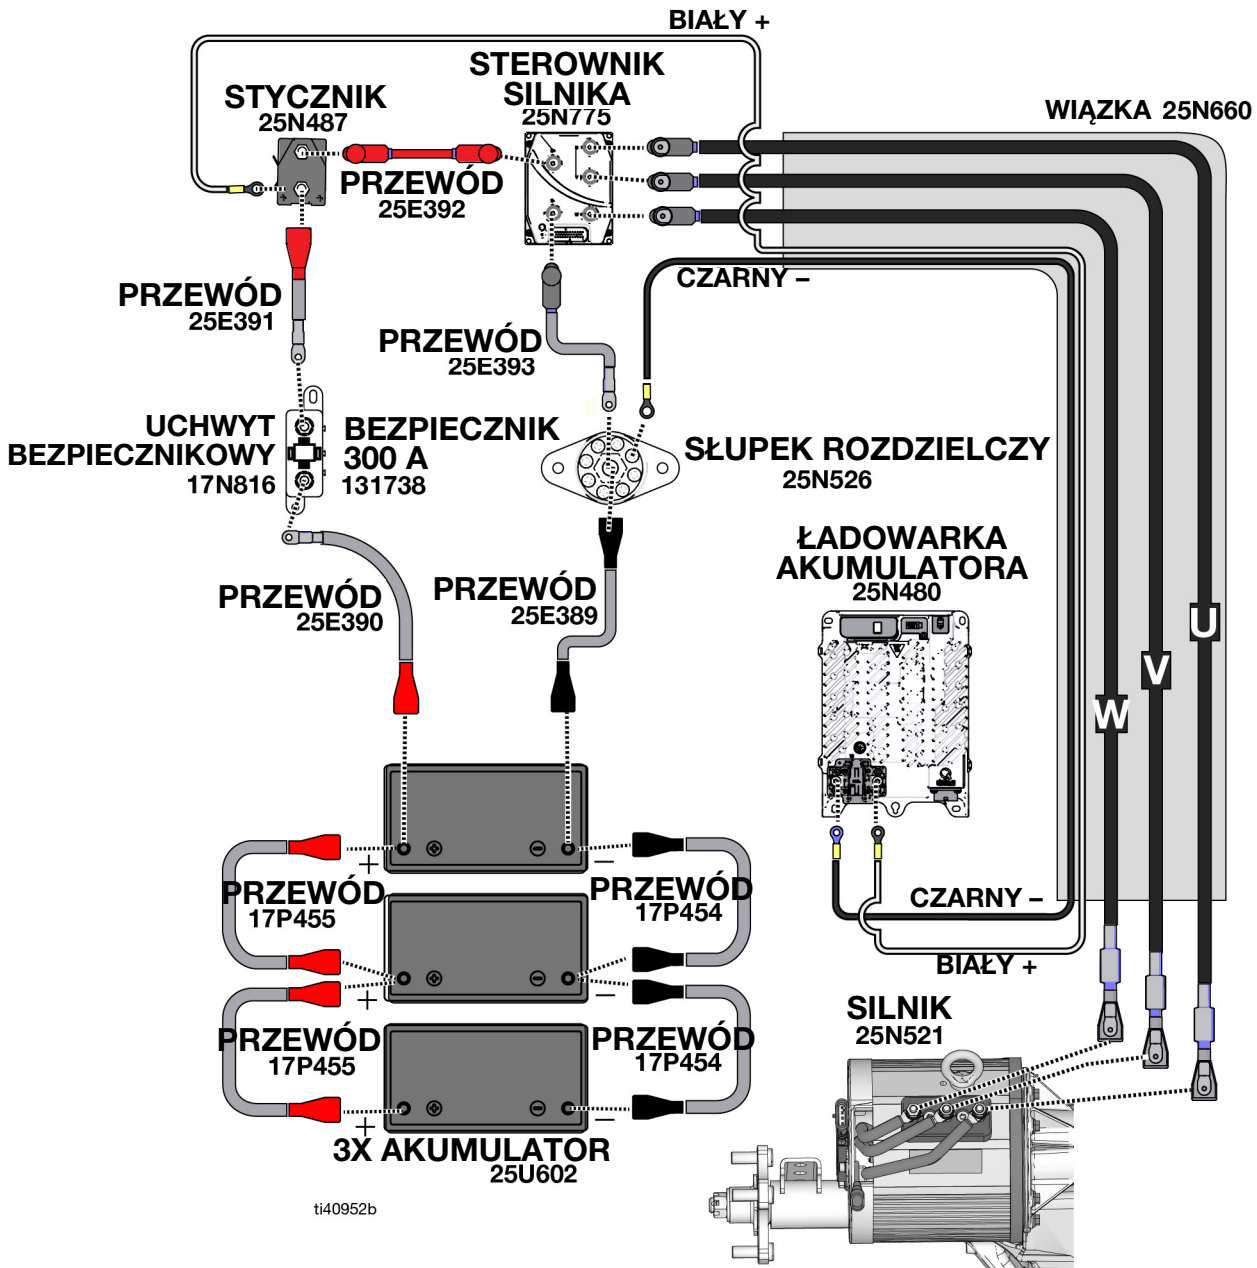 BIAŁY +
STYCZNIK
25N487
STEROWNIK
SILNIKA
25N775
WIĄZKA 25N660
PRZEWÓD
25E392
PRZEWÓD
25E391
CZARNY –
PRZEWÓD
25E393
UCHWYT
BEZPIECZNIKOWY
17N816
BEZPIECZNIK
300 A
131738
SŁUPEK ROZDZIELCZY
25N526
ŁADOWARKA
AKUMULATORA
25N480
PRZEWÓD
25E390
PRZEWÓD
25E389
U
V
W
+
–
PRZEWÓD
17P455
PRZEWÓD
17P454
CZARNY –
BIAŁY +
+
–
PRZEWÓD
17P455
PRZEWÓD
17P454
SILNIK
25N521
+
–
3X AKUMULATOR
25U602
ti40952b